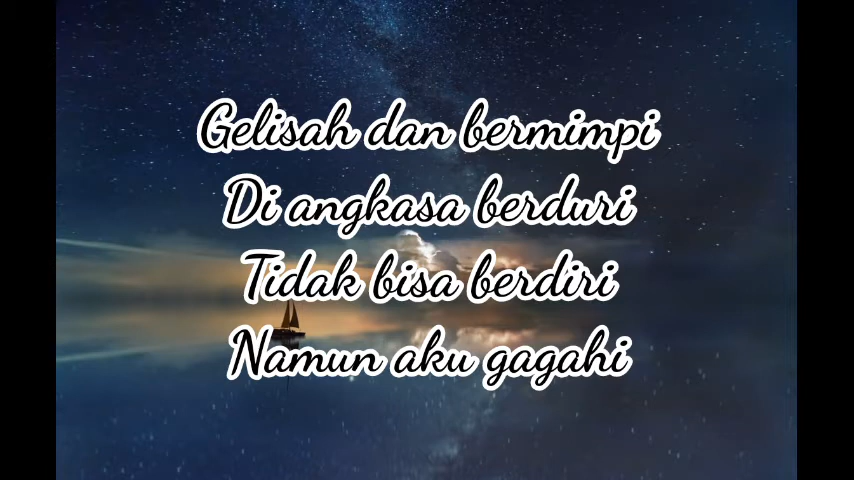 Gelisah dan bermimpi
Di angkasa berduri
Tidak bisa berdiri
Namun aku gagahi